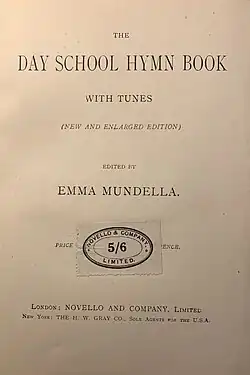 THE
DAY SCHOOL HYMN BOOK
WITH TUNES
(NEW AND ENLARGED EDITION)
EDITED BY
EMMA MUNDELLA.
PRICE
NOVELLO & COMPANY,
5/6
LIMITED.
LONDON: NOVELLO AND COMPANY, LIMITED.
NEW YORK: THE H. W. GRAY CO., SOLE AGENTS FOR THE U.S.A.